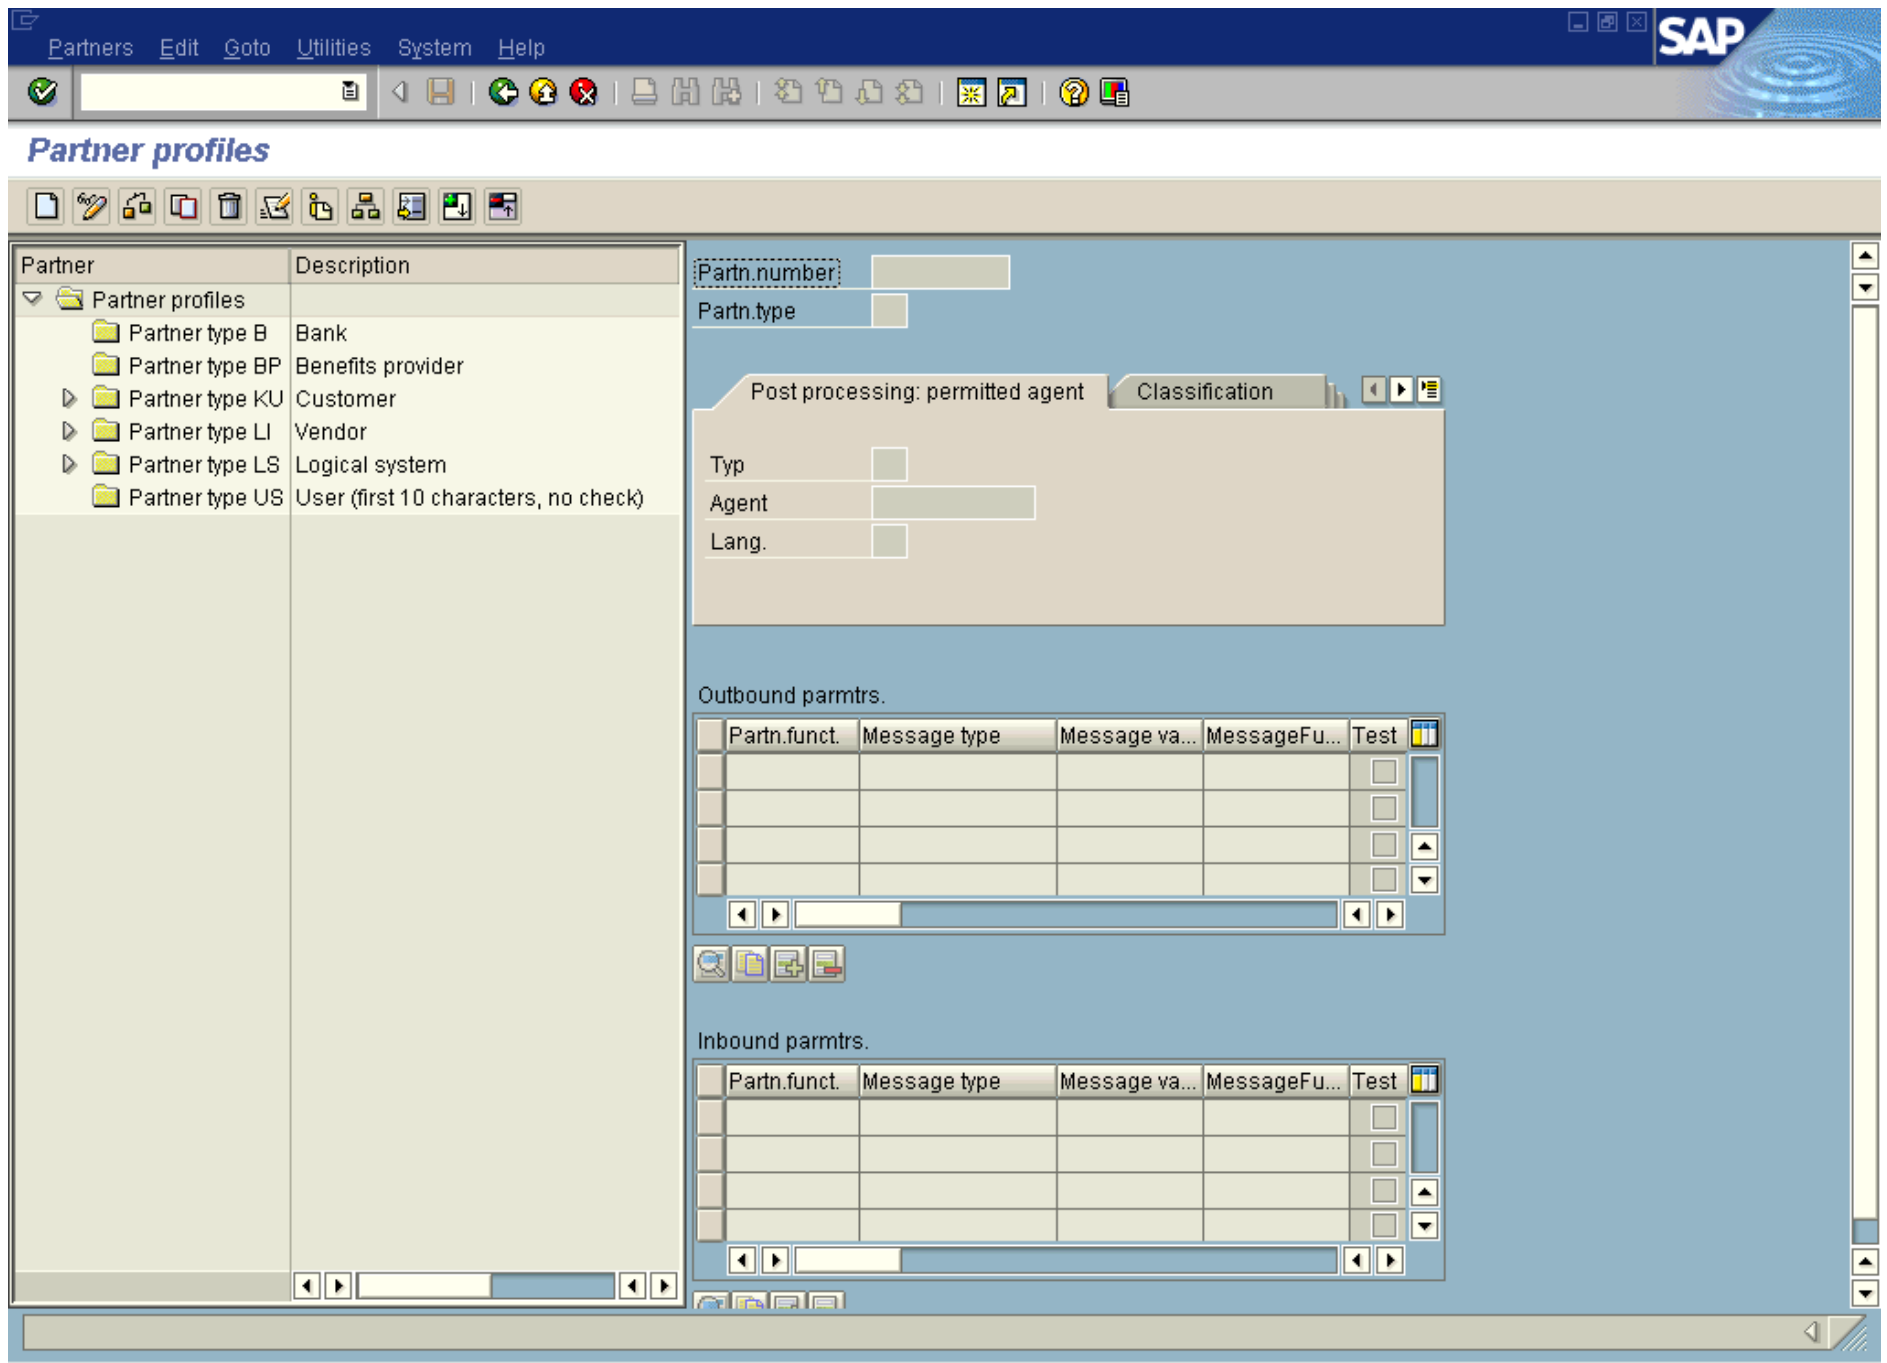 Partners Edit Goto Utilities System Help
SAP
Partner profiles
Partner Description
Partner profiles
Partner type B Bank
Partner type BP Benefits provider
Partner type KU Customer
Partner type LI Vendor
Partner type LS Logical system
Partner type US User (first 10 characters, no check)
Partn.number
Partn.type
Post processing: permitted agent Classification
Typ
Agent
Lang.
Outbound parmtrs.
Partn.funct. Message type Message va... MessageFu... Test
Inbound parmtrs.
Partn.funct. Message type Message va... MessageFu... Test